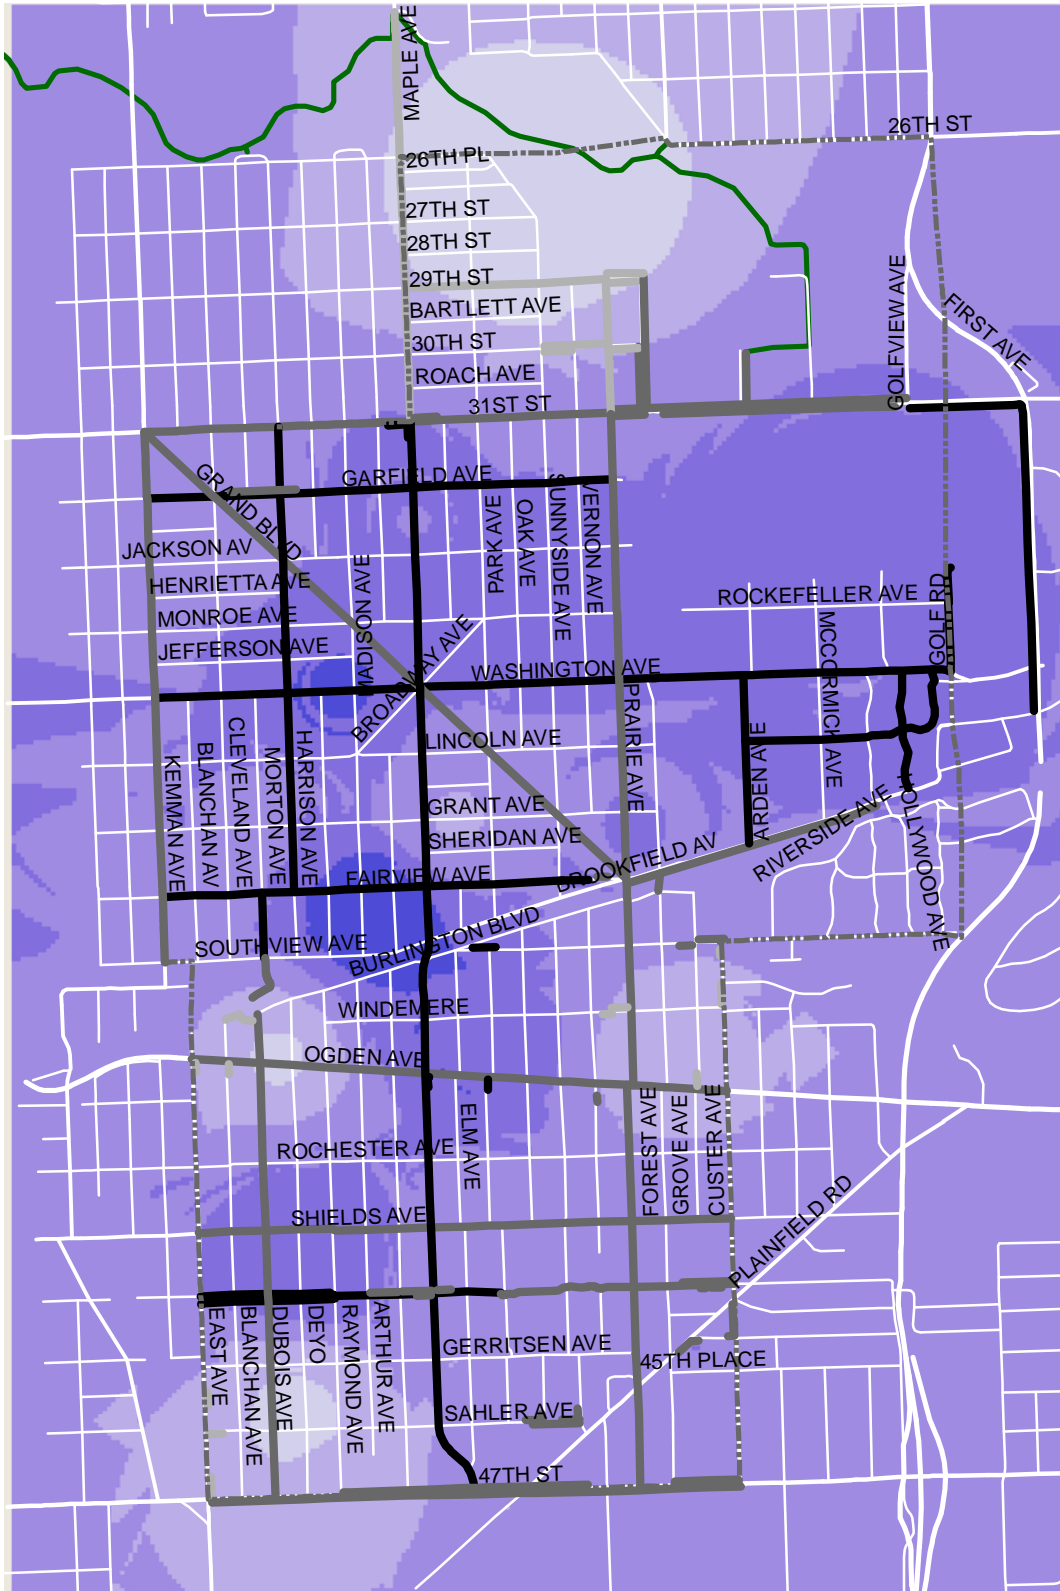 MAPLE AVE
26TH ST
26TH PL
27TH ST
28TH ST
29TH ST
BARTLETT AVE
30TH ST
ROACH AVE
31ST ST
GOLFVIEW AVE
FIRST AVE
GRAND BLVD
GARFIELD AVE
PARK AVE
OAK AVE
SUNNYSIDE AVE
VERNON AVE
JACKSON AV
HENRIETTA AVE
MONROE AVE
JEFFERSON AVE
MADISON AVE
BROADWAY AVE
WASHINGTON AVE
ROCKEFELLER AVE
MCCORMICK AVE
GOLF RD
PRAIRIE AVE
ARDEN AVE
KEMMAN AVE
BLANCHAN AV
CLEVELAND AVE
MORTON AVE
HARRISON AVE
LINCOLN AVE
GRANT AVE
SHERIDAN AVE
FAIRVIEW AVE
BROOKFIELD AV
RIVERSIDE AVE
HOLLYWOOD AVE
SOUTHVIEW AVE
BURLINGTON BLVD
WINDEMERE
OGDEN AVE
ELM AVE
ROCHESTER AVE
FOREST AVE
GROVE AVE
CUSTER AVE
SHIELDS AVE
PLAINFIELD RD
EAST AVE
BLANCHAN AVE
DUBOIS AVE
DEYO
RAYMOND AVE
ARTHUR AVE
GERRITSEN AVE
45TH PLACE
SAHLER AVE
47TH ST